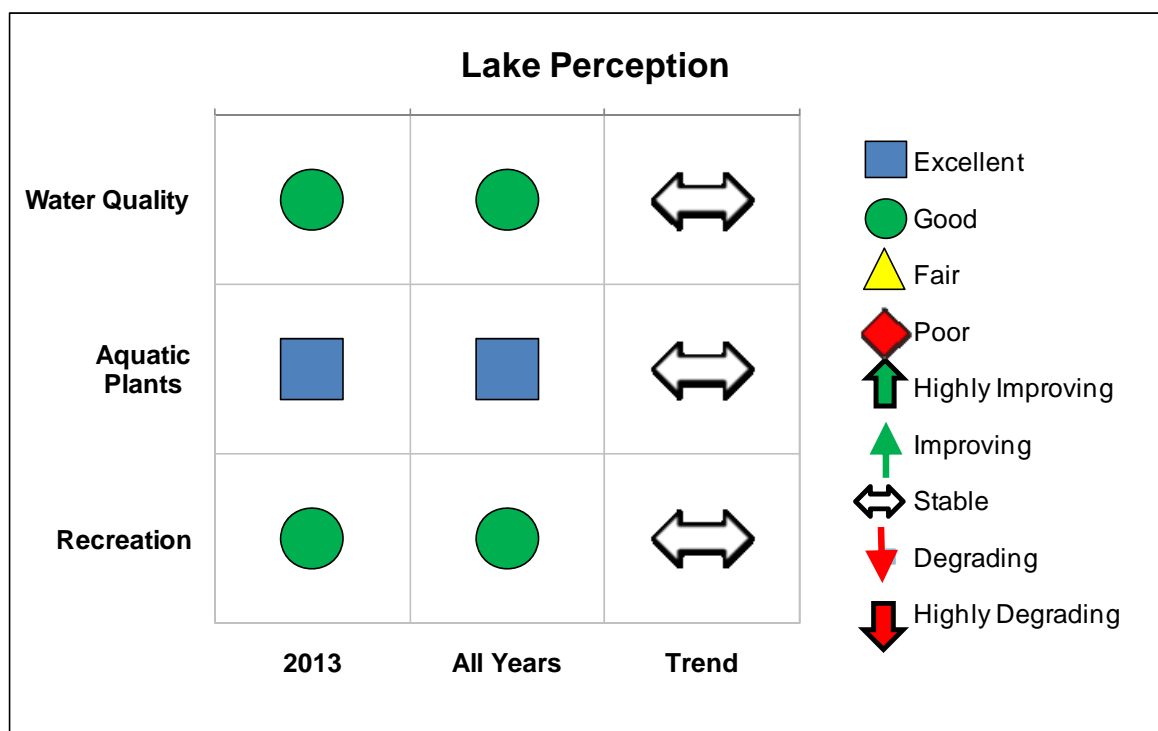 Lake Perception
Water Quality
Aquatic
Plants
Recreation
2013
All Years
Trend
Excellent
Good
Fair
Poor
Highly Improving
Improving
Stable
Degrading
Highly Degrading